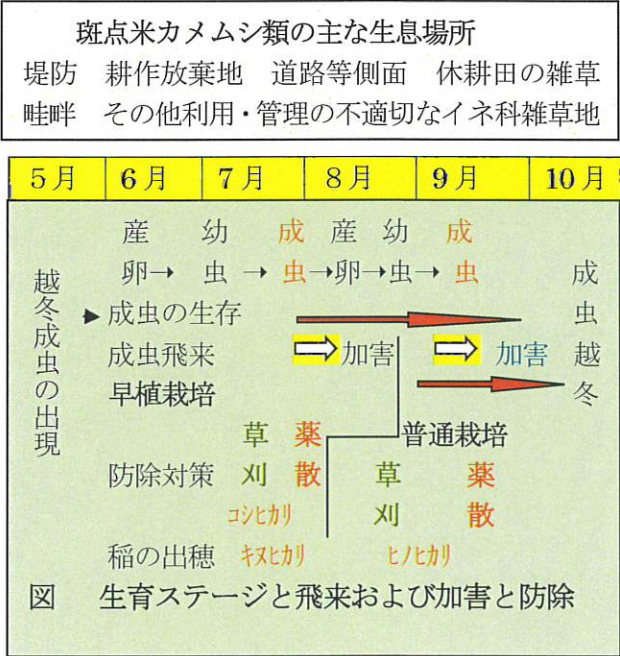 斑点米カメムシ類の主な生息場所
堤防　耕作放棄地　道路等側面　休耕田の雑草
畦畔　その他利用・管理の不適切なイネ科雑草地
5月　6月　7月　8月　9月　10月
越冬成虫の出現
産卵→　幼虫　→　成虫→産卵→幼虫→　成虫
成虫越冬
成虫の生存
成虫飛来　加害　加害
早植栽培
普通栽培
防除対策　草刈　薬散　草刈　薬散
コシヒカリ
稲の出穂　キヌヒカリ　ヒノヒカリ
図　生育ステージと飛来および加害と防除